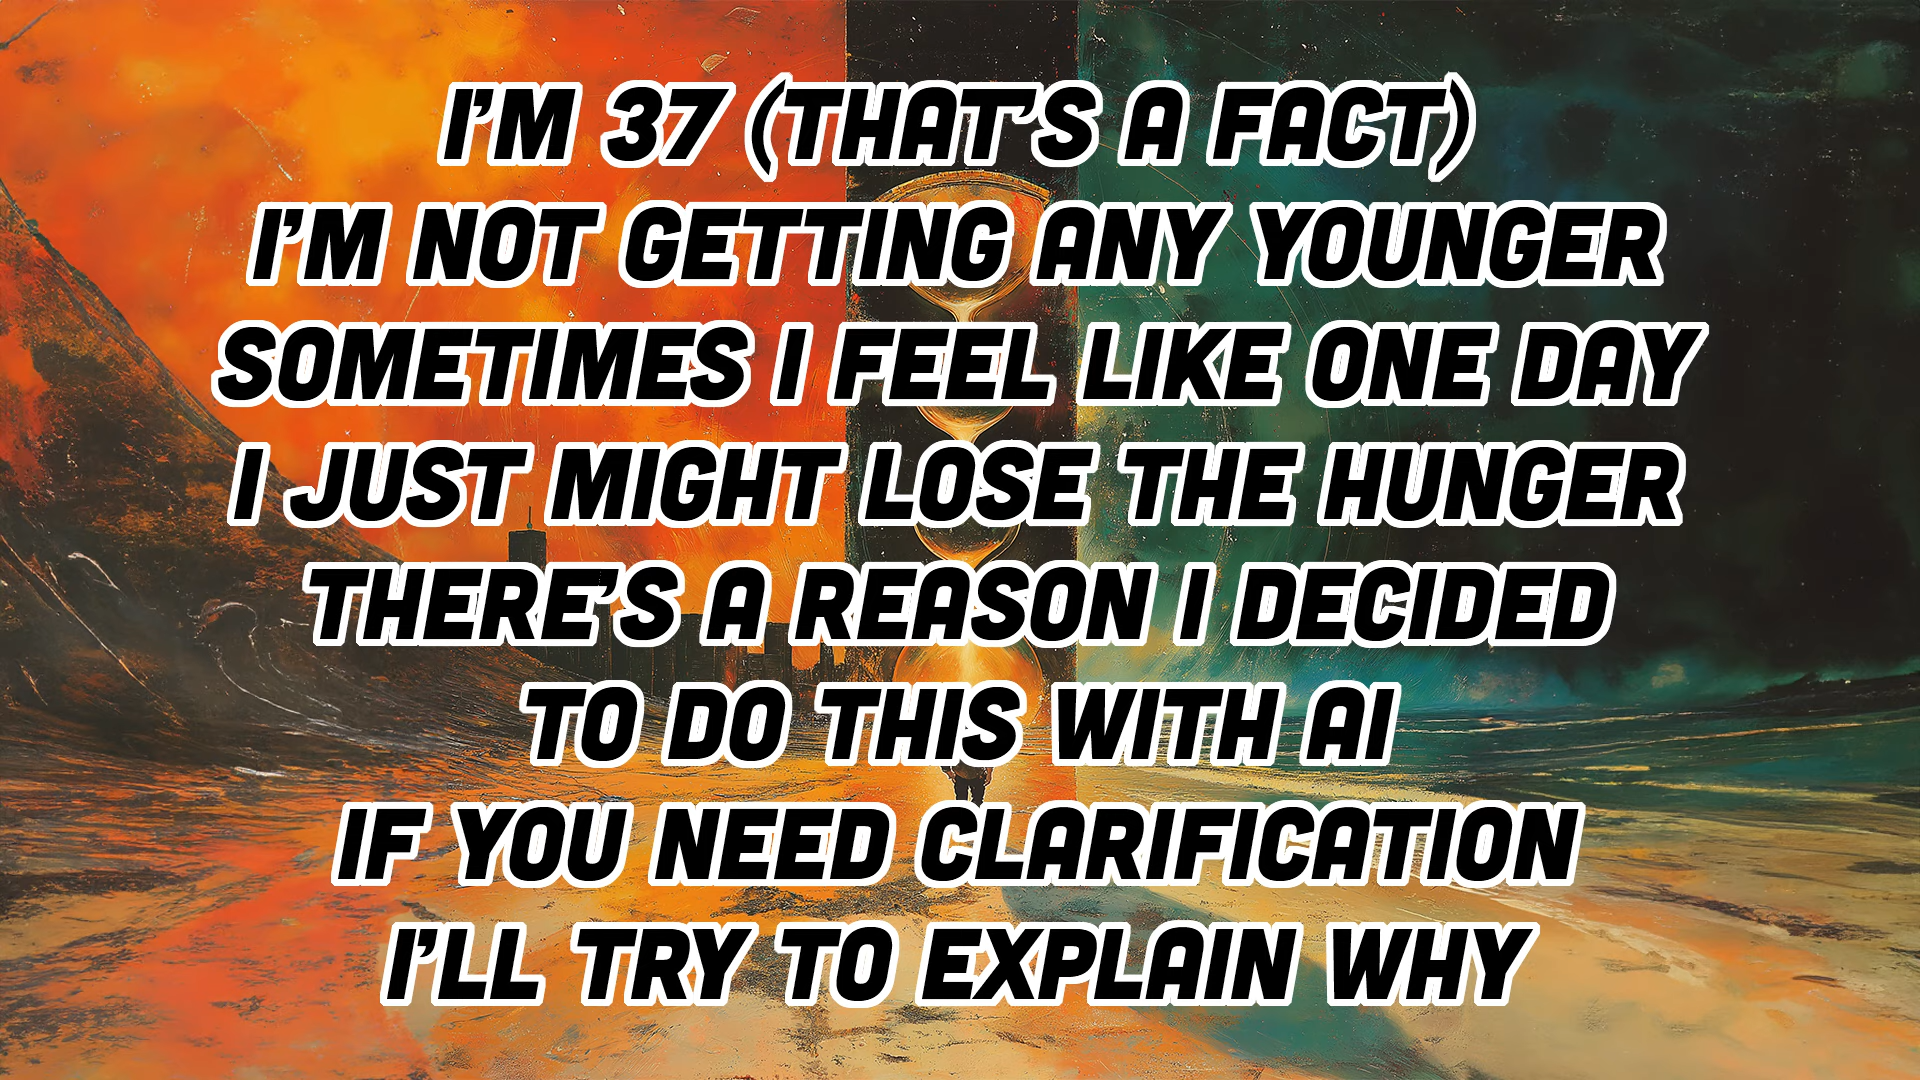 I'M 37 (THAT'S A FACT)
I'M NOT GETTING ANY YOUNGER
SOMETIMES I FEEL LIKE ONE DAY
I JUST MIGHT LOSE THE HUNGER
THERE'S A REASON I DECIDED
TO DO THIS WITH AI
IF YOU NEED CLARIFICATION
I'LL TRY TO EXPLAIN WHY